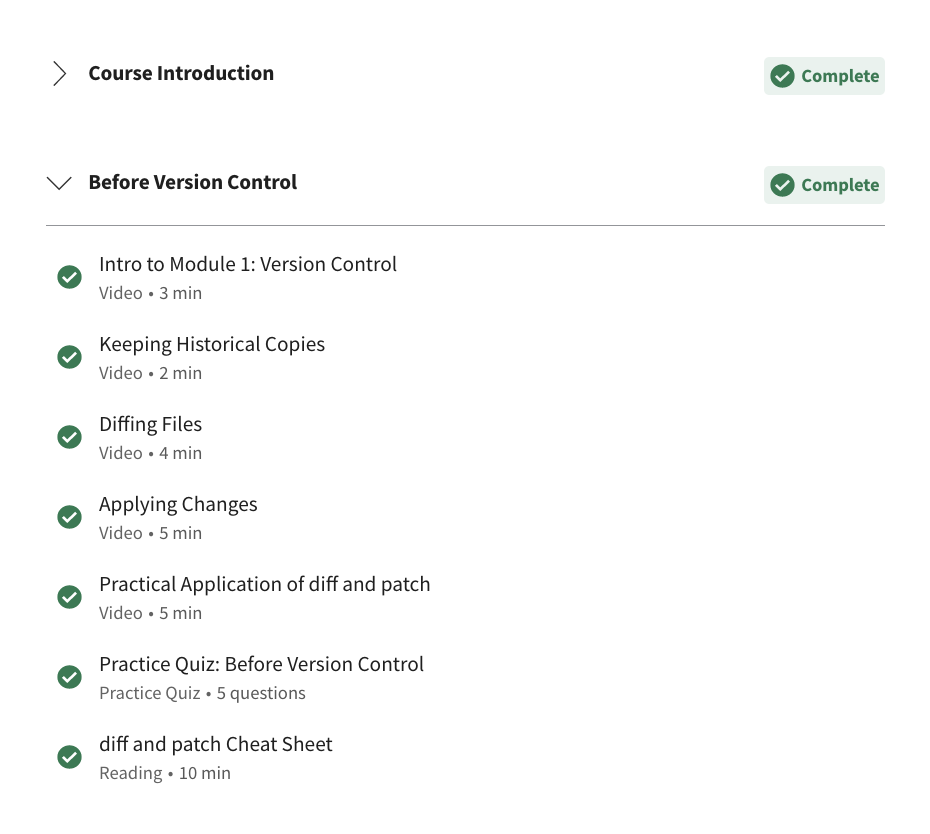 Course Introduction
Complete
Before Version Control
Complete
Intro to Module 1: Version Control
Video • 3 min
Keeping Historical Copies
Video • 2 min
Diffing Files
Video • 4 min
Applying Changes
Video • 5 min
Practical Application of diff and patch
Video • 5 min
Practice Quiz: Before Version Control
Practice Quiz • 5 questions
diff and patch Cheat Sheet
Reading • 10 min